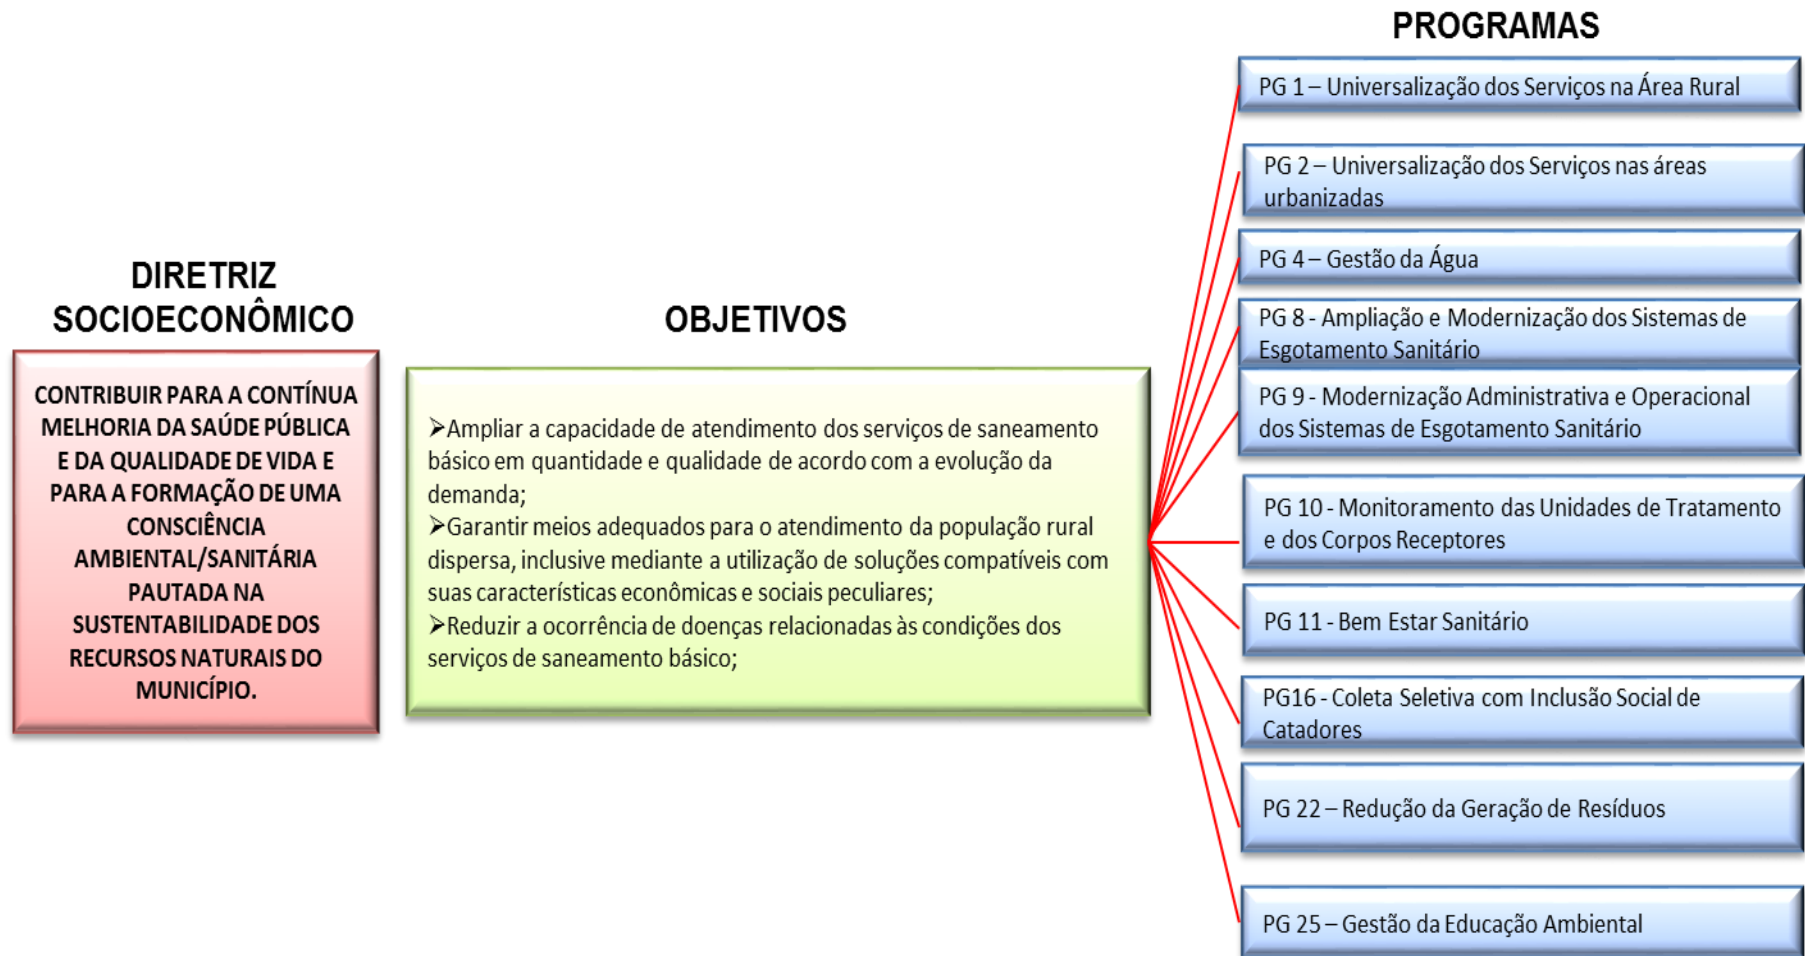 DIRETRIZ
SOCIOECONÔMICO
CONTRIBUIR PARA A CONTÍNUA
MELHORIA DA SAÚDE PÚBLICA
E DA QUALIDADE DE VIDA E
PARA A FORMAÇÃO DE UMA
CONSCIÊNCIA
AMBIENTAL/SANITÁRIA
PAUTADA NA
SUSTENTABILIDADE DOS
RECURSOS NATURAIS DO
MUNICÍPIO.
OBJETIVOS
➢Ampliar a capacidade de atendimento dos serviços de saneamento
básico em quantidade e qualidade de acordo com a evolução da
demanda;
➢Garantir meios adequados para o atendimento da população rural
dispersa, inclusive mediante a utilização de soluções compatíveis com
suas características econômicas e sociais peculiares;
➢Reduzir a ocorrência de doenças relacionadas às condições dos
serviços de saneamento básico;
PROGRAMAS
PG 1 – Universalização dos Serviços na Área Rural
PG 2 – Universalização dos Serviços nas áreas
urbanizadas
PG 4 – Gestão da Água
PG 8 - Ampliação e Modernização dos Sistemas de
Esgotamento Sanitário
PG 9 - Modernização Administrativa e Operacional
dos Sistemas de Esgotamento Sanitário
PG 10 - Monitoramento das Unidades de Tratamento
e dos Corpos Receptores
PG 11 - Bem Estar Sanitário
PG16 - Coleta Seletiva com Inclusão Social de
Catadores
PG 22 – Redução da Geração de Resíduos
PG 25 – Gestão da Educação Ambiental